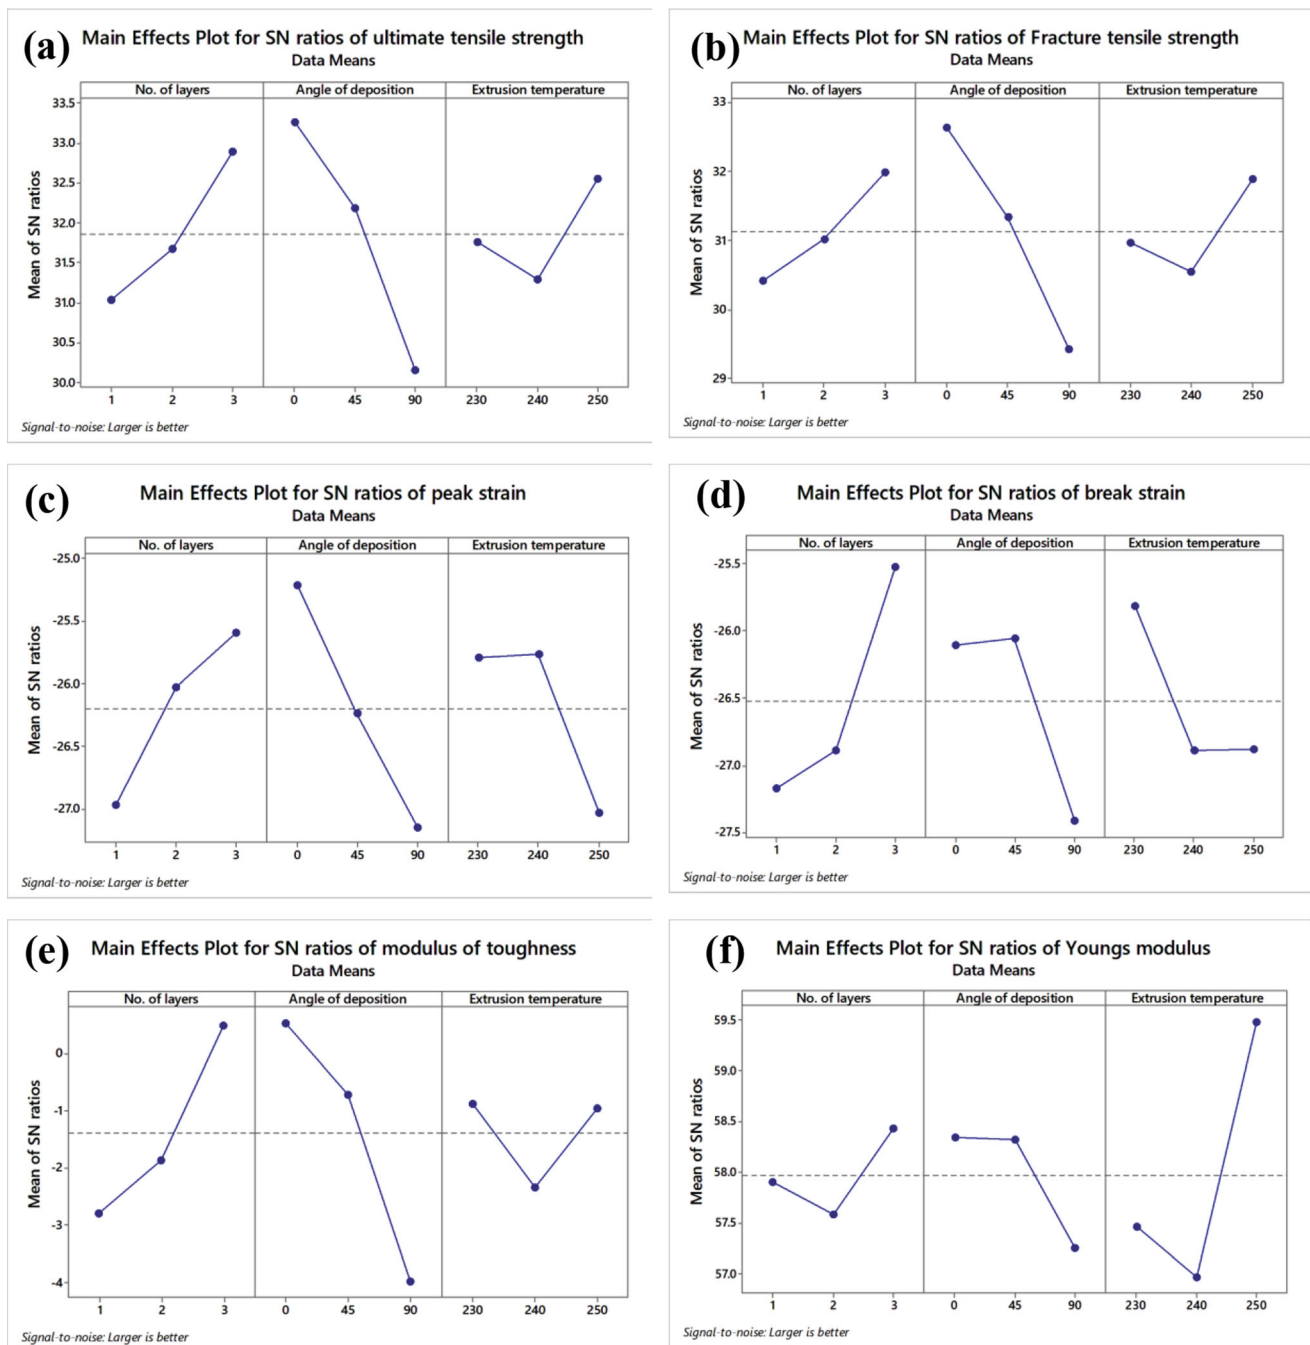 (a) Main Effects Plot for SN ratios of ultimate tensile strength
Data Means
No. of layers Angle of deposition Extrusion temperature
Mean of SN ratios
33.5
33.0
32.5
32.0
31.5
31.0
30.5
30.0
1 2 3 0 45 90 230 240 250
Signal-to-noise: Larger is better
(b) Main Effects Plot for SN ratios of Fracture tensile strength
Data Means
No. of layers Angle of deposition Extrusion temperature
Mean of SN ratios
33
32
31
30
29
1 2 3 0 45 90 230 240 250
Signal-to-noise: Larger is better
(c) Main Effects Plot for SN ratios of peak strain
Data Means
No. of layers Angle of deposition Extrusion temperature
Mean of SN ratios
-25.0
-25.5
-26.0
-26.5
-27.0
1 2 3 0 45 90 230 240 250
Signal-to-noise: Larger is better
(d) Main Effects Plot for SN ratios of break strain
Data Means
No. of layers Angle of deposition Extrusion temperature
Mean of SN ratios
-25.5
-26.0
-26.5
-27.0
-27.5
1 2 3 0 45 90 230 240 250
Signal-to-noise: Larger is better
(e) Main Effects Plot for SN ratios of modulus of toughness
Data Means
No. of layers Angle of deposition Extrusion temperature
Mean of SN ratios
0
-1
-2
-3
-4
1 2 3 0 45 90 230 240 250
Signal-to-noise: Larger is better
(f) Main Effects Plot for SN ratios of Youngs modulus
Data Means
No. of layers Angle of deposition Extrusion temperature
Mean of SN ratios
59.5
59.0
58.5
58.0
57.5
57.0
1 2 3 0 45 90 230 240 250
Signal-to-noise: Larger is better